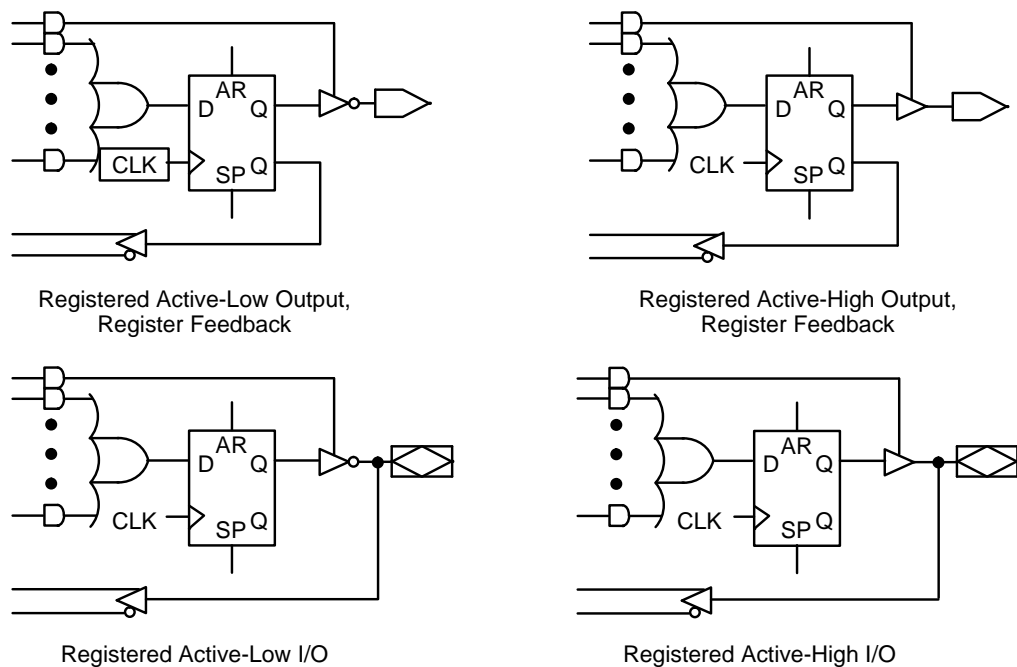 AR
D Q
CLK
SP Q
Registered Active-Low Output,
Register Feedback
AR
D Q
CLK
SP Q
Registered Active-High Output,
Register Feedback
AR
D Q
CLK
SP Q
Registered Active-Low I/O
AR
D Q
CLK
SP Q
Registered Active-High I/O